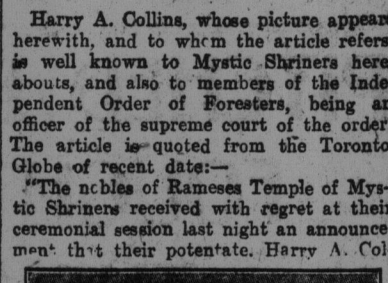 Harry A. Collins, whose picture appear
herewith, and to whom the article refers
is well known to Mystic Shriners here
abouts, and also to members of the Inde
pendent Order of Foresters, being an
officer of the supreme court of the order
The article is quoted from the Toronto
Globe of recent date:—
"The nobles of Rameses Temple of Mys-
tic Shriners received with regret at their
ceremonial session last night an announce
ment that their potentate, Harry A. Col